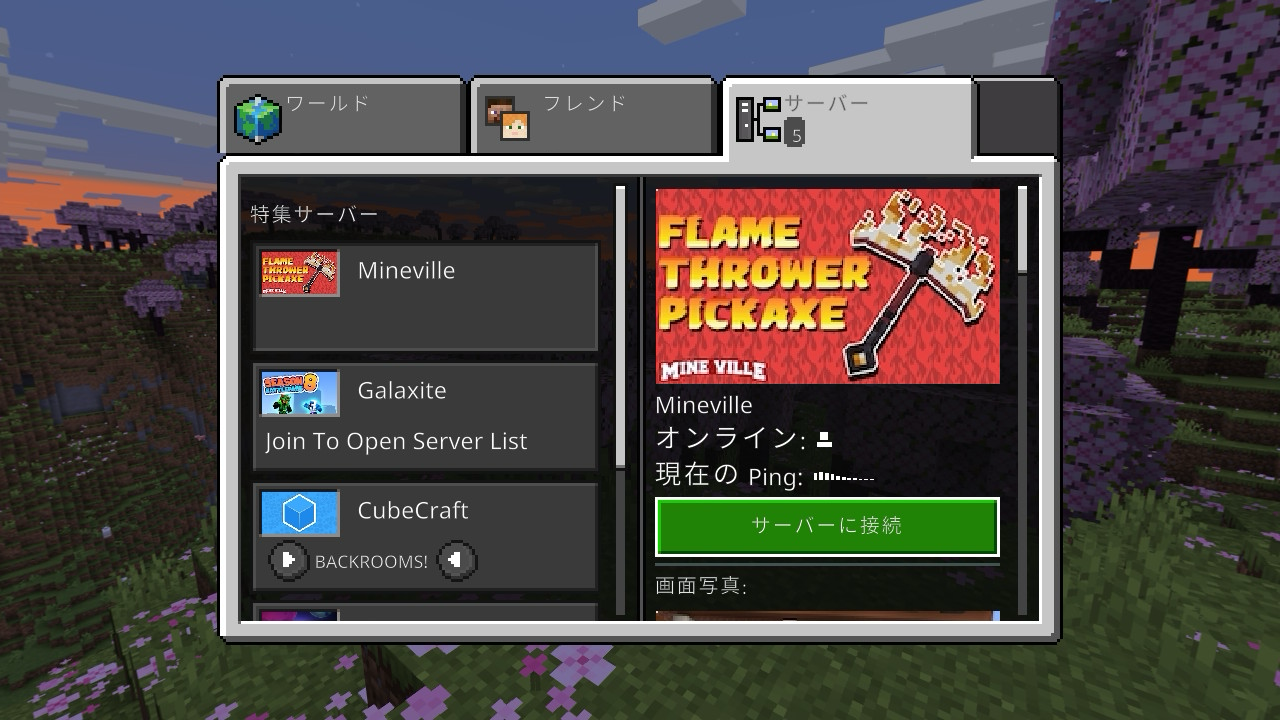 ワールド
フレンド
サーバー
5
特集サーバー
FLAME
THROWER
PICKAXE
MINE VILLE
Mineville
SEASON 8
Galaxite
Join To Open Server List
CubeCraft
BACKROOMS!
FLAME
THROWER
PICKAXE
MINE VILLE
Mineville
オンライン:
現在の Ping:
サーバーに接続
画面写真: